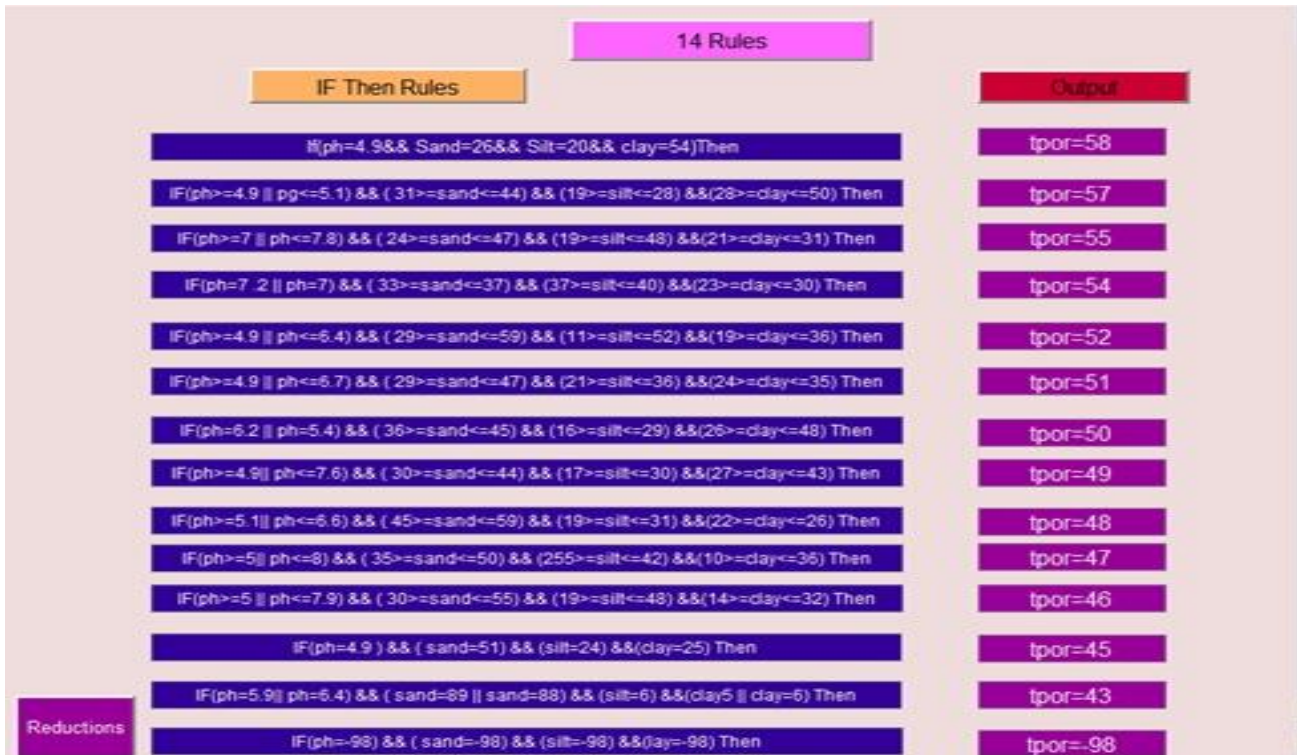 14 Rules
IF Then Rules
Output
If(ph=4.9&& Sand=26&& Silt=20&& clay=54)Then
tpor=58
IF(ph>=4.9 || pg<=5.1) && ( 31>=sand<=44) && (19>=silt<=28) &&(28>=clay<=50) Then
tpor=57
IF(ph>=7 || ph<=7.8) && ( 24>=sand<=47) && (19>=silt<=48) &&(21>=clay<=31) Then
tpor=55
IF(ph=7 .2 || ph=7) && ( 33>=sand<=37) && (37>=silt<=40) &&(23>=clay<=30) Then
tpor=54
IF(ph>=4.9 || ph<=6.4) && ( 29>=sand<=59) && (11>=silt<=52) &&(19>=clay<=36) Then
tpor=52
IF(ph>=4.9 || ph<=6.7) && ( 29>=sand<=47) && (21>=silt<=36) &&(24>=clay<=35) Then
tpor=51
IF(ph=6.2 || ph=5.4) && ( 36>=sand<=45) && (16>=silt<=29) &&(26>=clay<=48) Then
tpor=50
IF(ph>=4.9|| ph<=7.6) && ( 30>=sand<=44) && (17>=silt<=30) &&(27>=clay<=43) Then
tpor=49
IF(ph>=5.1|| ph<=6.6) && ( 45>=sand<=59) && (19>=silt<=31) &&(22>=clay<=26) Then
tpor=48
IF(ph>=5|| ph<=8) && ( 35>=sand<=50) && (255>=silt<=42) &&(10>=clay<=36) Then
tpor=47
IF(ph>=5 || ph<=7.9) && ( 30>=sand<=55) && (19>=silt<=48) &&(14>=clay<=32) Then
tpor=46
IF(ph=4.9 ) && ( sand=51) && (silt=24) &&(clay=25) Then
tpor=45
IF(ph=5.9|| ph=6.4) && ( sand=89 || sand=88) && (silt=6) &&(clay5 || clay=6) Then
tpor=43
Reductions
IF(ph=-98) && ( sand=-98) && (silt=-98) &&(lay=-98) Then
tpor=-98